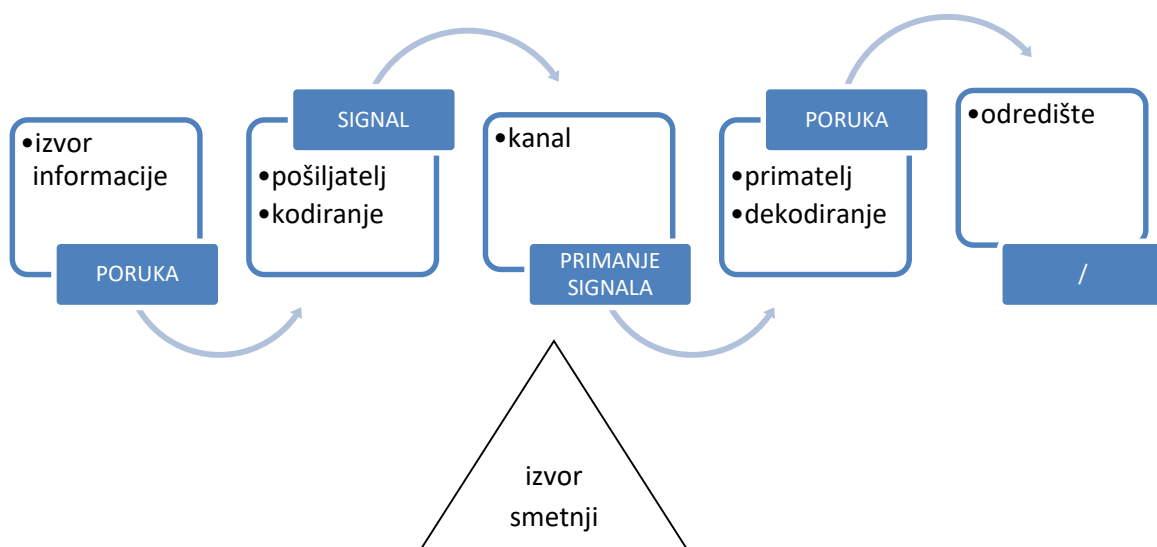 •izvor
informacije
PORUKA
SIGNAL
•pošiljatelj
•kodiranje
•kanal
PRIMANJE
SIGNALA
PORUKA
•primatelj
•dekodiranje
•odredište
/
izvor
smetnji